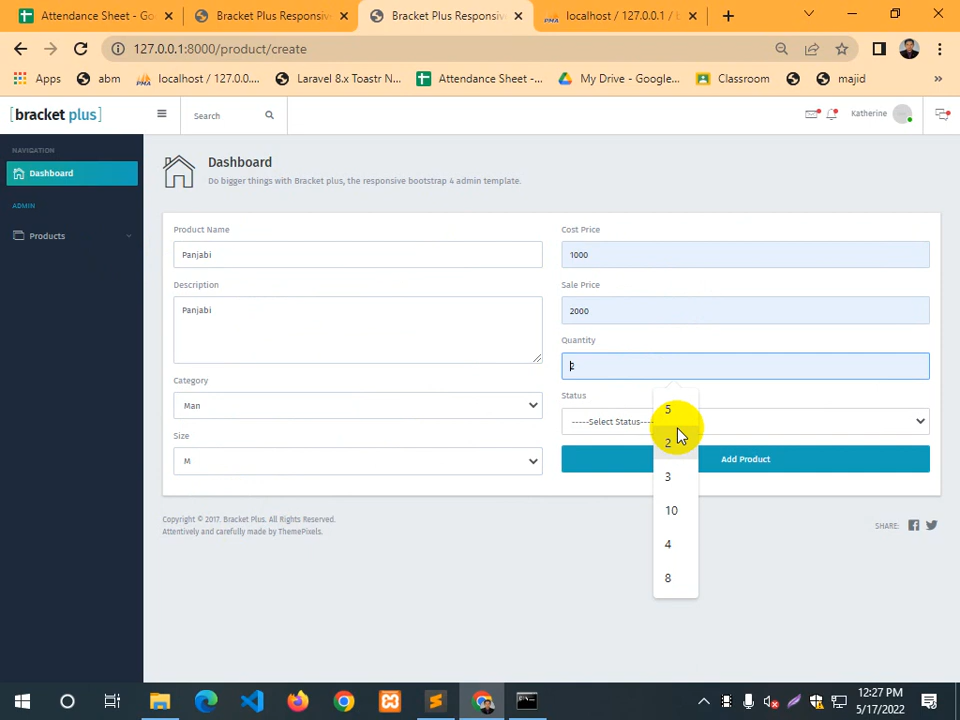 Attendance Sheet - Go
Bracket Plus Responsiv
Bracket Plus Responsiv
localhost / 127.0.0.1 / b
127.0.0.1:8000/product/create
Apps
abm
localhost / 127.0.0....
Laravel 8.x Toastr N...
Attendance Sheet -...
My Drive - Google...
Classroom
majid
[bracket plus]
Search
Katherine
NAVIGATION
Dashboard
ADMIN
Products
Dashboard
Do bigger things with Bracket plus, the responsive bootstrap 4 admin template.
Product Name
Panjabi
Description
Panjabi
Category
Man
Size
M
Cost Price
1000
Sale Price
2000
Quantity
2
Status
-----Select Status----
Add Product
5
2
3
10
4
8
Copyright © 2017. Bracket Plus. All Rights Reserved.
Attentively and carefully made by ThemePixels.
SHARE:
12:27 PM
5/17/2022